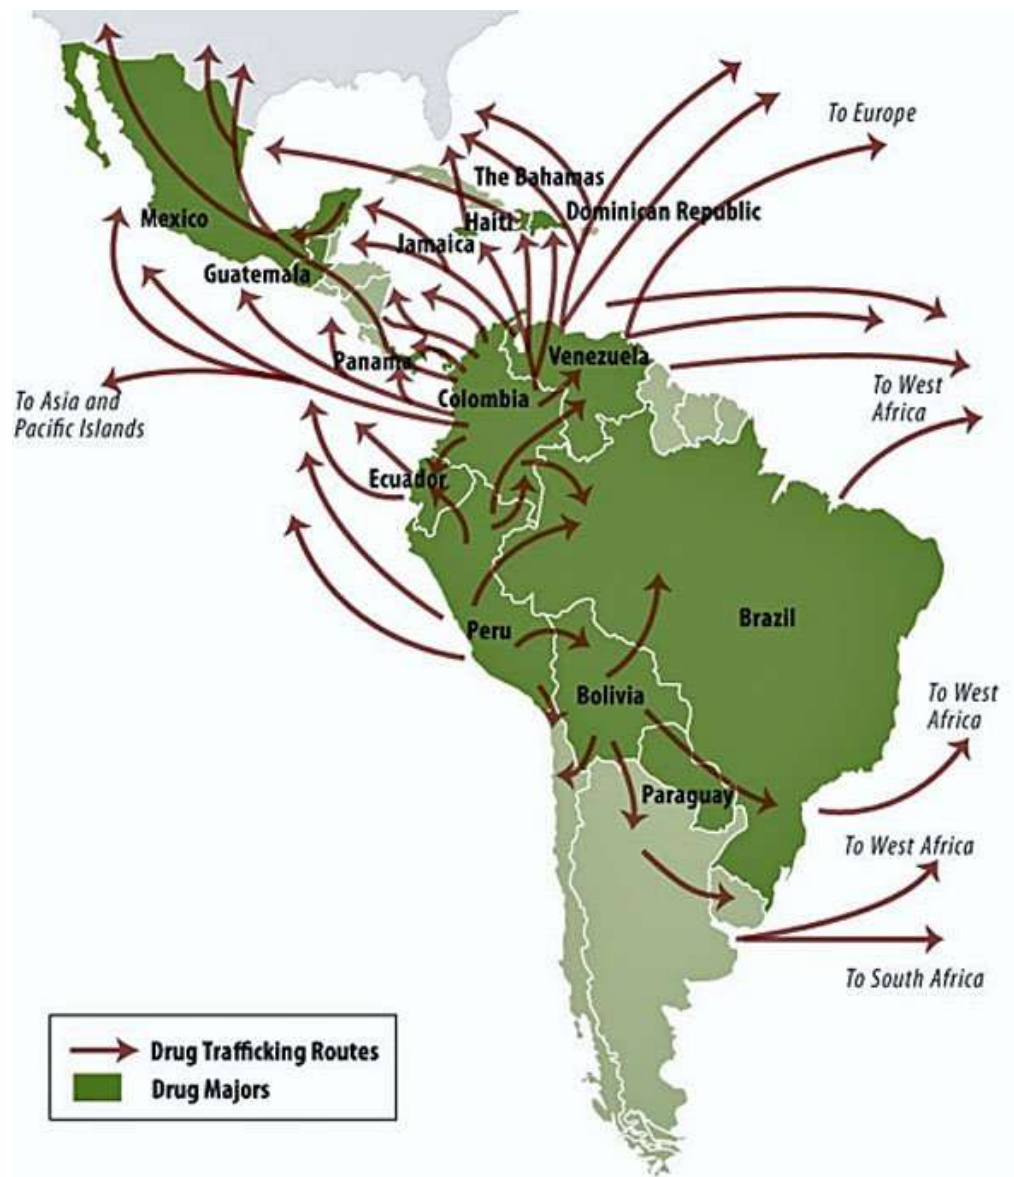 To Europe
The Bahamas
Haiti
Dominican Republic
Mexico
Jamaica
Guatemala
Panama
Venezuela
Colombia
To Asia and
Pacific Islands
To West
Africa
Ecuador
Brazil
Peru
Bolivia
To West
Africa
Paraguay
To West Africa
To South Africa
Drug Trafficking Routes
Drug Majors